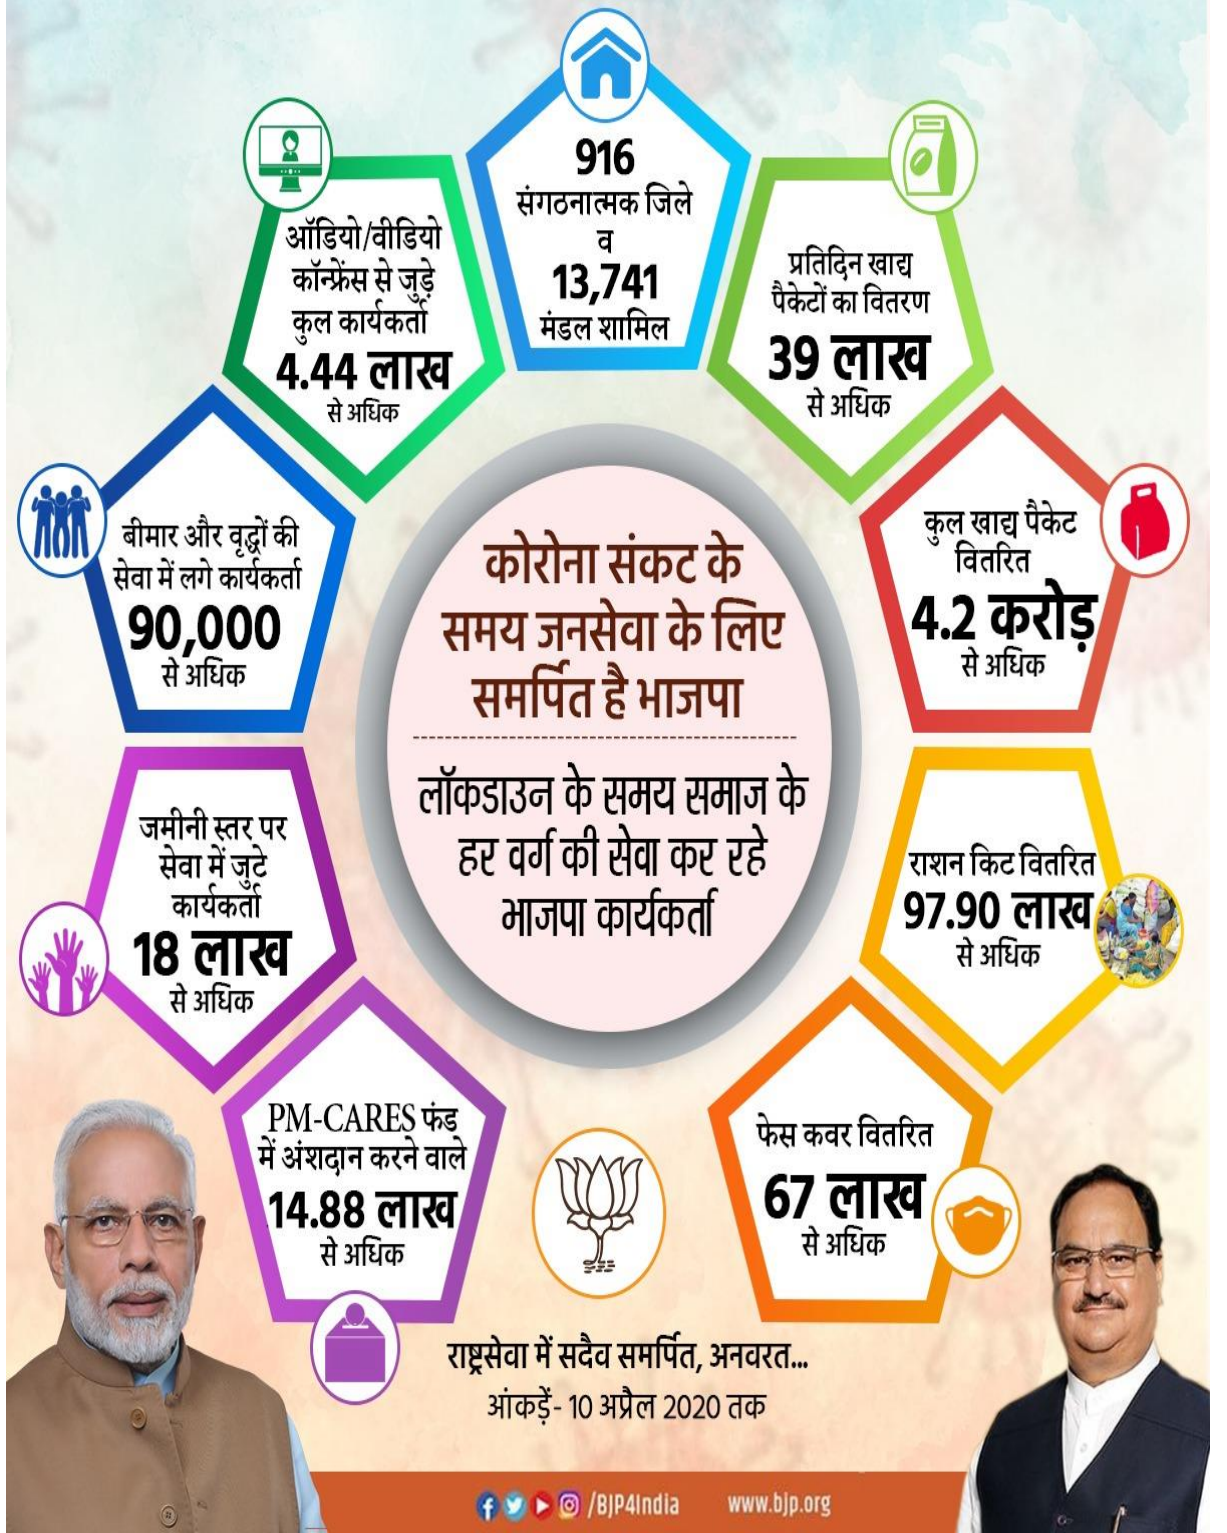 916
संगठनात्मक जिले
व
13,741
मंडल शामिल
ऑडियो/वीडियो
कॉन्फ्रेंस से जुड़े
कुल कार्यकर्ता
4.44 लाख
से अधिक
प्रतिदिन खाद्य
पैकेटों का वितरण
39 लाख
से अधिक
बीमार और वृद्धों की
सेवा में लगे कार्यकर्ता
90,000
से अधिक
कोरोना संकट के
समय जनसेवा के लिए
समर्पित है भाजपा
लॉकडाउन के समय समाज के
हर वर्ग की सेवा कर रहे
भाजपा कार्यकर्ता
कुल खाद्य पैकेट
वितरित
4.2 करोड़
से अधिक
जमीनी स्तर पर
सेवा में जुटे
कार्यकर्ता
18 लाख
से अधिक
राशन किट वितरित
97.90 लाख
से अधिक
PM-CARES फंड
में अंशदान करने वाले
14.88 लाख
से अधिक
फेस कवर वितरित
67 लाख
से अधिक
राष्ट्रसेवा में सदैव समर्पित, अनवरत...
आंकड़ें- 10 अप्रैल 2020 तक
/BJP4India www.bjp.org